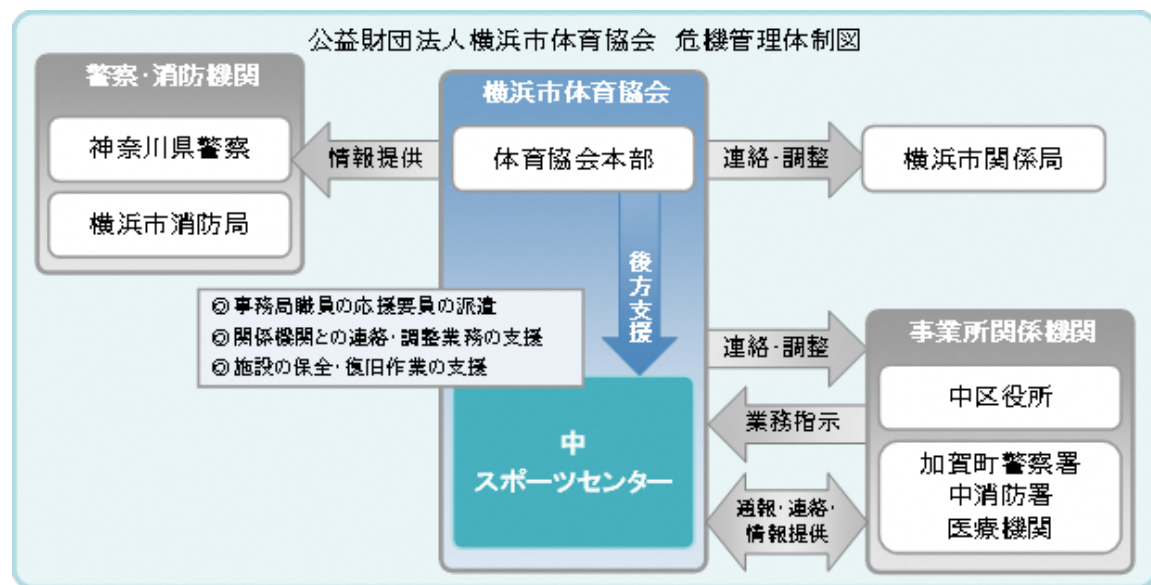 公益財団法人横浜市体育協会 危機管理体制図
警察・消防機関
神奈川県警察
横浜市消防局
情報提供
横浜市体育協会
体育協会本部
連絡・調整
横浜市関係局
後方支援
◎事務局職員の応援要員の派遣
◎関係機関との連絡・調整業務の支援
◎施設の保全・復旧作業の支援
中
スポーツセンター
連絡・調整
業務指示
通報・連絡・
情報提供
事業所関係機関
中区役所
加賀町警察署
中消防署
医療機関